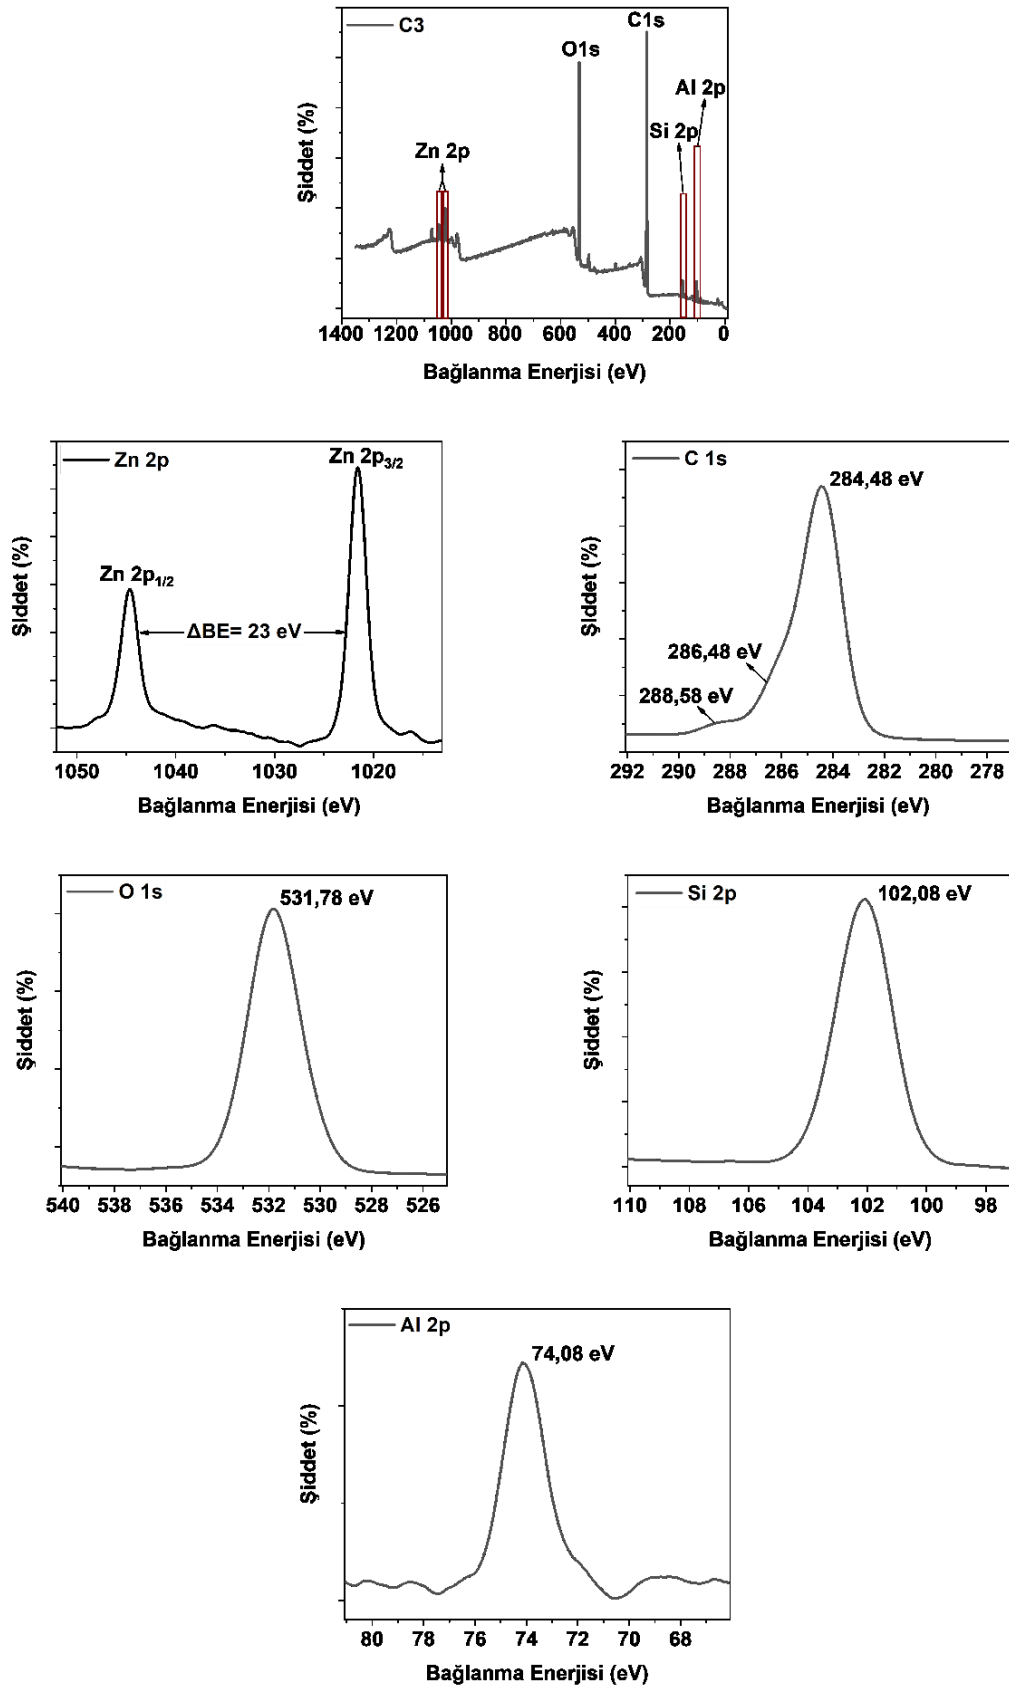 C3
C1s
O1s
Al 2p
Si 2p
Zn 2p
Şiddet (%)
1400 1200 1000 800 600 400 200 0
Bağlanma Enerjisi (eV)
Zn 2p
Zn 2p3/2
Zn 2p1/2
ΔBE= 23 eV
Şiddet (%)
1050 1040 1030 1020
Bağlanma Enerjisi (eV)
C 1s
284,48 eV
286,48 eV
288,58 eV
Şiddet (%)
292 290 288 286 284 282 280 278
Bağlanma Enerjisi (eV)
O 1s
531,78 eV
Şiddet (%)
540 538 536 534 532 530 528 526
Bağlanma Enerjisi (eV)
Si 2p
102,08 eV
Şiddet (%)
110 108 106 104 102 100 98
Bağlanma Enerjisi (eV)
Al 2p
74,08 eV
Şiddet (%)
80 78 76 74 72 70 68
Bağlanma Enerjisi (eV)